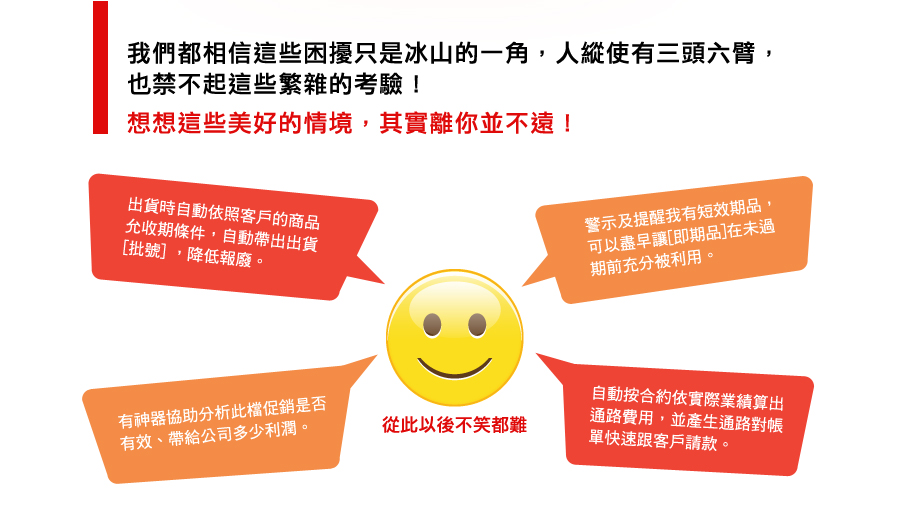 我們都相信這些困擾只是冰山的一角，人縱使有三頭六臂，
也禁不起這些繁雜的考驗！
想想這些美好的情境，其實離你並不遠！
出貨時自動依照客戶的商品
允收期條件，自動帶出出貨
[批號]，降低報廢。
警示及提醒我有短效期品，
可以盡早讓[即期品]在未過
期前充分被利用。
有神器協助分析此檔促銷是否
有效、帶給公司多少利潤。
從此以後不笑都難
自動按合約依實際業績算出
通路費用，並產生通路對帳
單快速跟客戶請款。